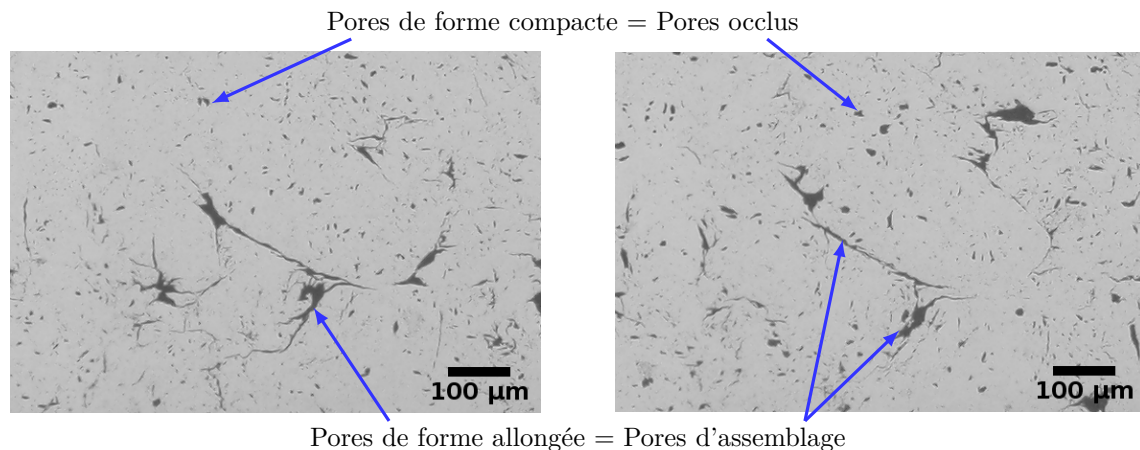 Pores de forme compacte = Pores occlus
100 µm
100 µm
Pores de forme allongée = Pores d'assemblage